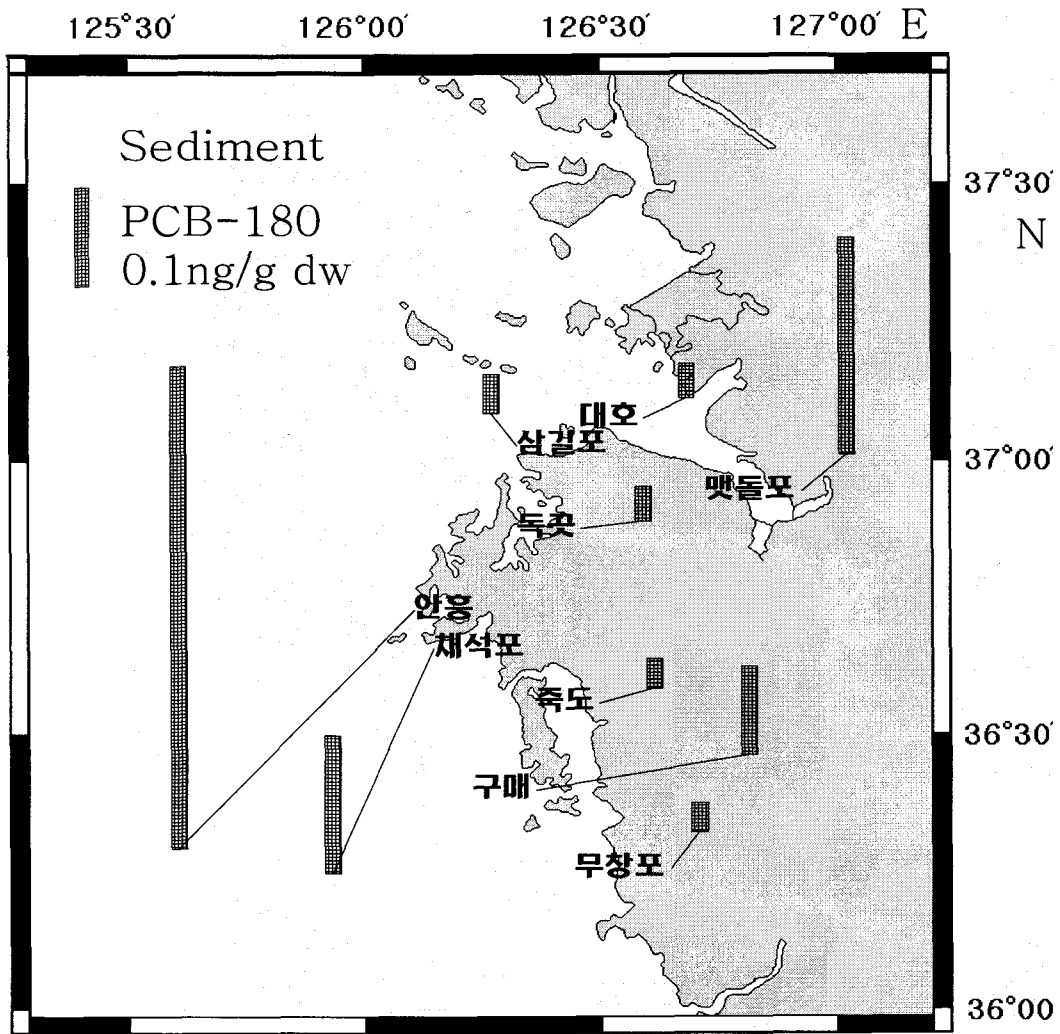 125°30′ 126°00′ 126°30′ 127°00′ E
Sediment
PCB-180
0.1ng/g dw
37°30′
N
대호
삼길포
37°00′
맷돌포
독곳
안흥
채석포
죽도
36°30′
구매
무창포
36°00′